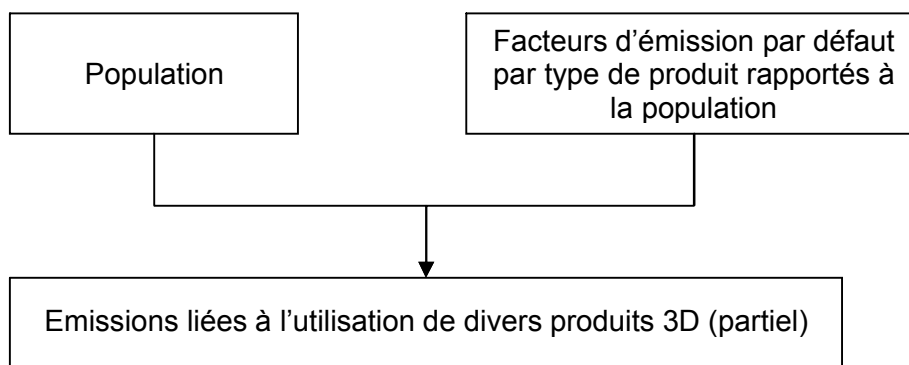 Population
Facteurs d’émission par défaut
par type de produit rapportés à
la population
Emissions liées à l’utilisation de divers produits 3D (partiel)